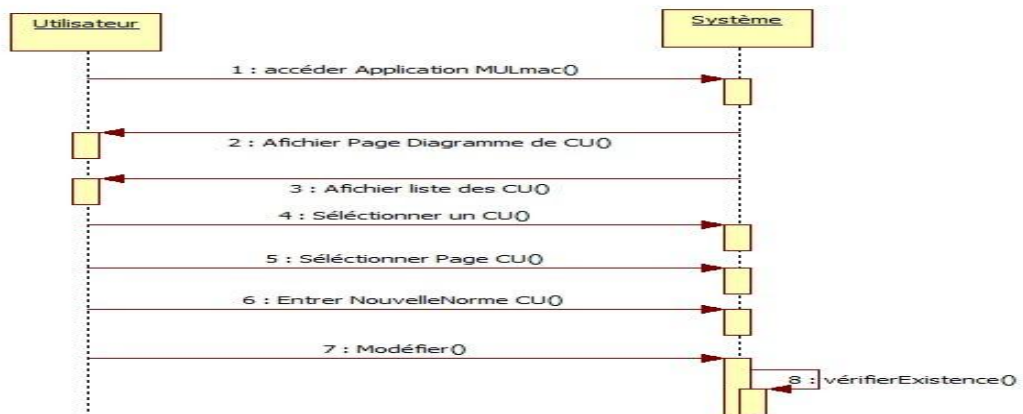 Utilisateur
Système
1 : accéder Application MULmac()
2 : Afichier Page Diagramme de CU()
3 : Afichier liste des CU()
4 : Séléctionner un CU()
5 : Séléctionner Page CU()
6 : Entrer NouvelleNorme CU()
7 : Modéfier()
8 : vérifierExistence()